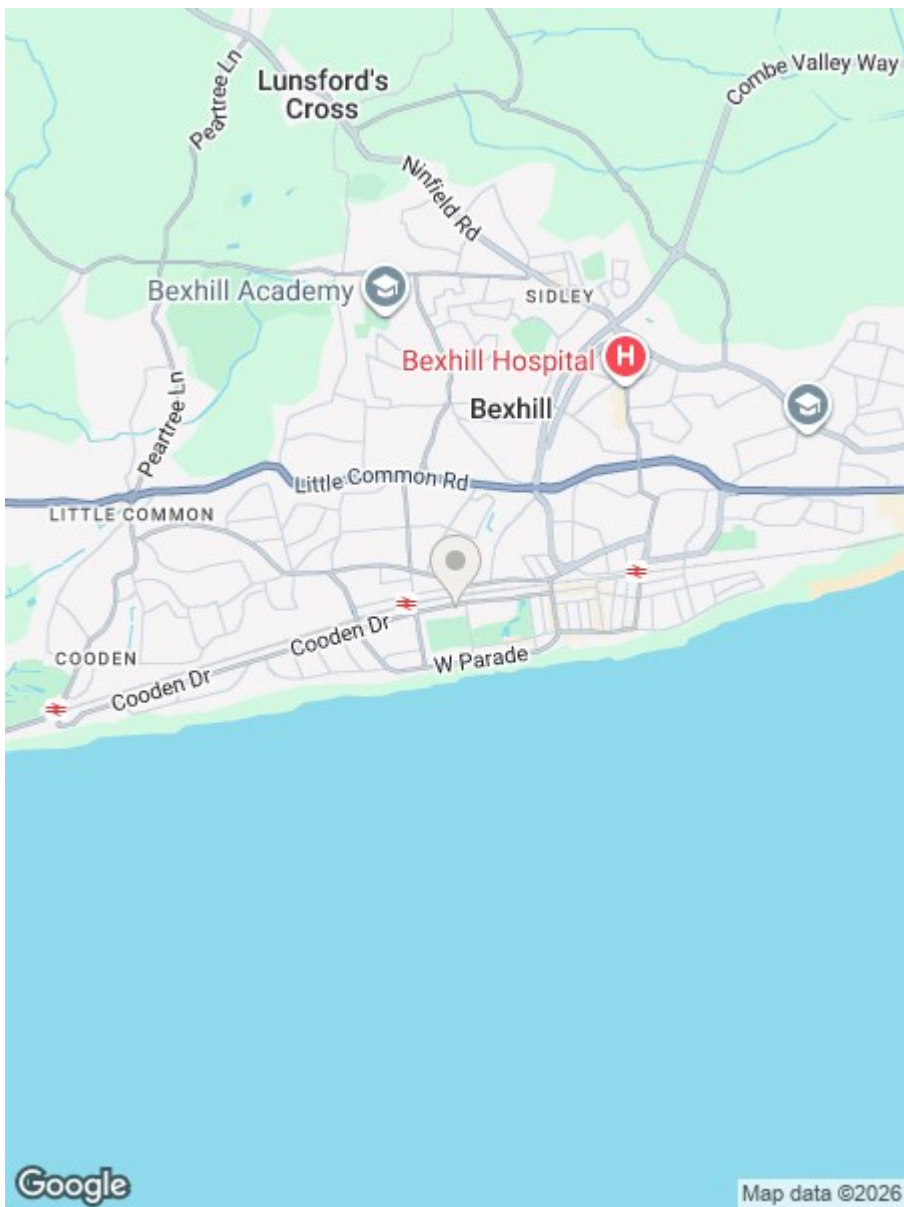 Peartree Ln
Lunsford's
Cross
Combe Valley Way
Ninfield Rd
Bexhill Academy
SIDLEY
Bexhill Hospital
H
Bexhill
Peartree Ln
Little Common Rd
LITTLE COMMON
Cooden Dr
COODEN
W Parade
Cooden Dr
Google
Map data ©2026